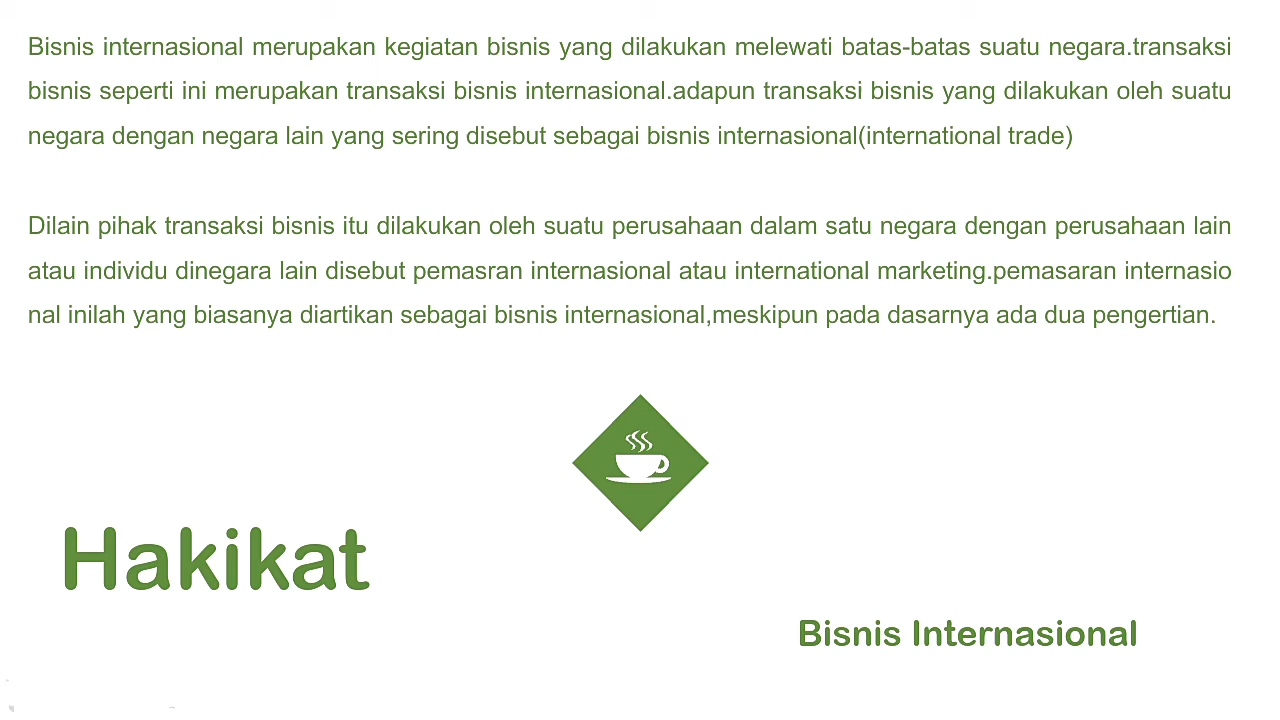 Bisnis internasional merupakan kegiatan bisnis yang dilakukan melewati batas-batas suatu negara.transaksi
bisnis seperti ini merupakan transaksi bisnis internasional.adapun transaksi bisnis yang dilakukan oleh suatu
negara dengan negara lain yang sering disebut sebagai bisnis internasional(international trade)
Dilain pihak transaksi bisnis itu dilakukan oleh suatu perusahaan dalam satu negara dengan perusahaan lain
atau individu dinegara lain disebut pemasran internasional atau international marketing.pemasaran internasio
nal inilah yang biasanya diartikan sebagai bisnis internasional,meskipun pada dasarnya ada dua pengertian.
Hakikat
Bisnis Internasional